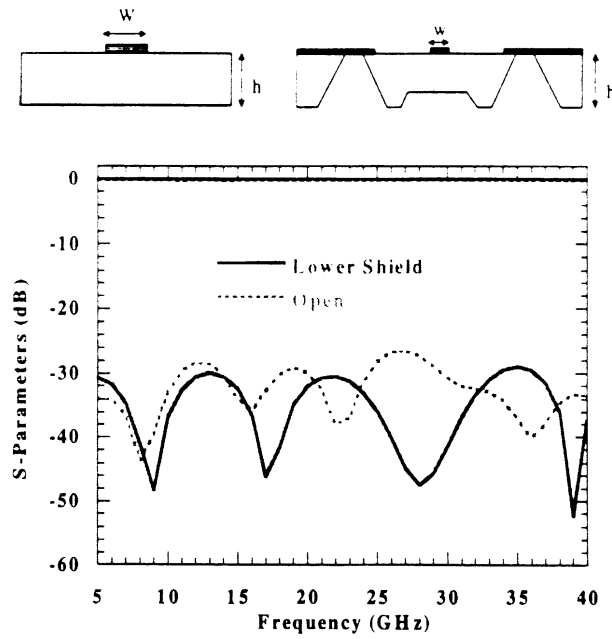 W
h
w
h
0
-10
-20
-30
-40
-50
-60
S-Parameters (dB)
Lower Shield
Open
5 10 15 20 25 30 35 40
Frequency (GHz)